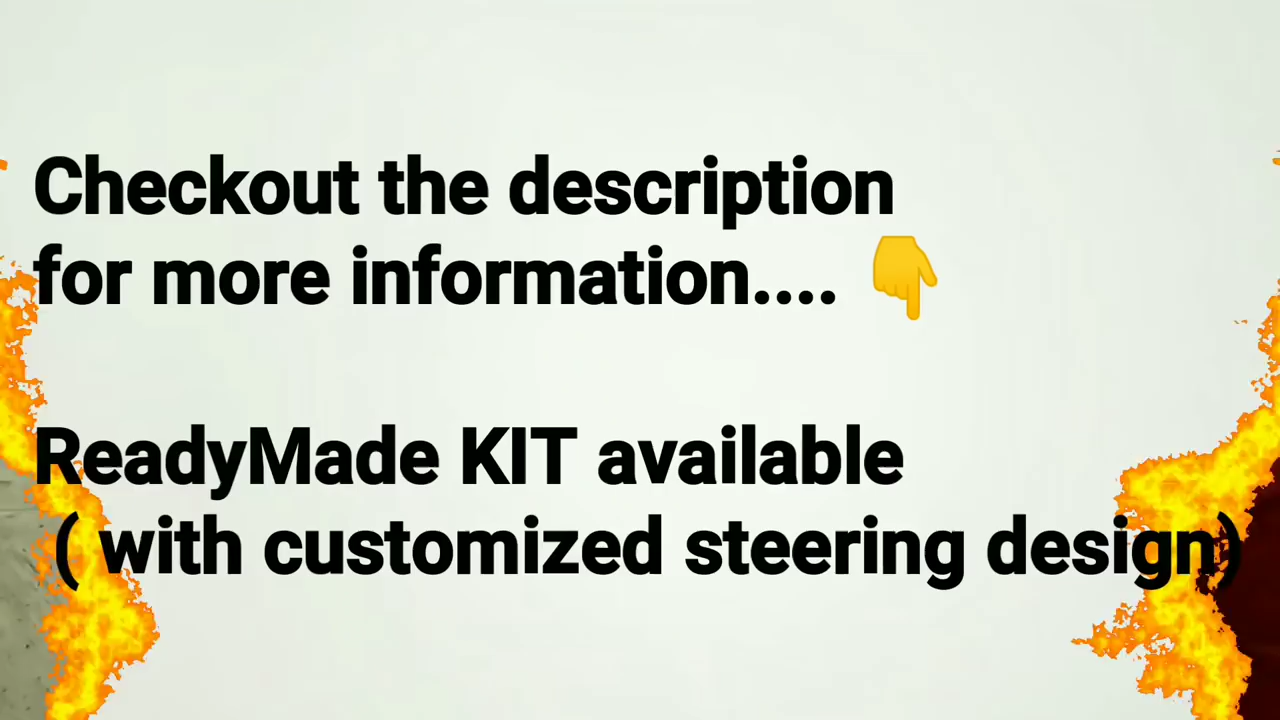 Checkout the description
for more information.... 👇
ReadyMade KIT available
( with customized steering design)